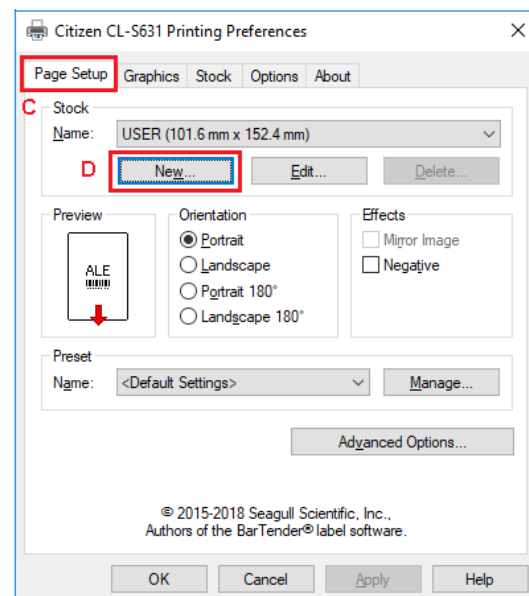 Citizen CL-S631 Printing Preferences
Page Setup Graphics Stock Options About
C Stock
Name: USER (101.6 mm x 152.4 mm)
D New... Edit... Delete...
Preview Orientation Effects
Portrait Mirror Image
ALE Landscape Negative
Portrait 180°
Landscape 180°
Preset
Name: <Default Settings> Manage...
Advanced Options...
© 2015-2018 Seagull Scientific, Inc.,
Authors of the BarTender® label software.
OK Cancel Apply Help